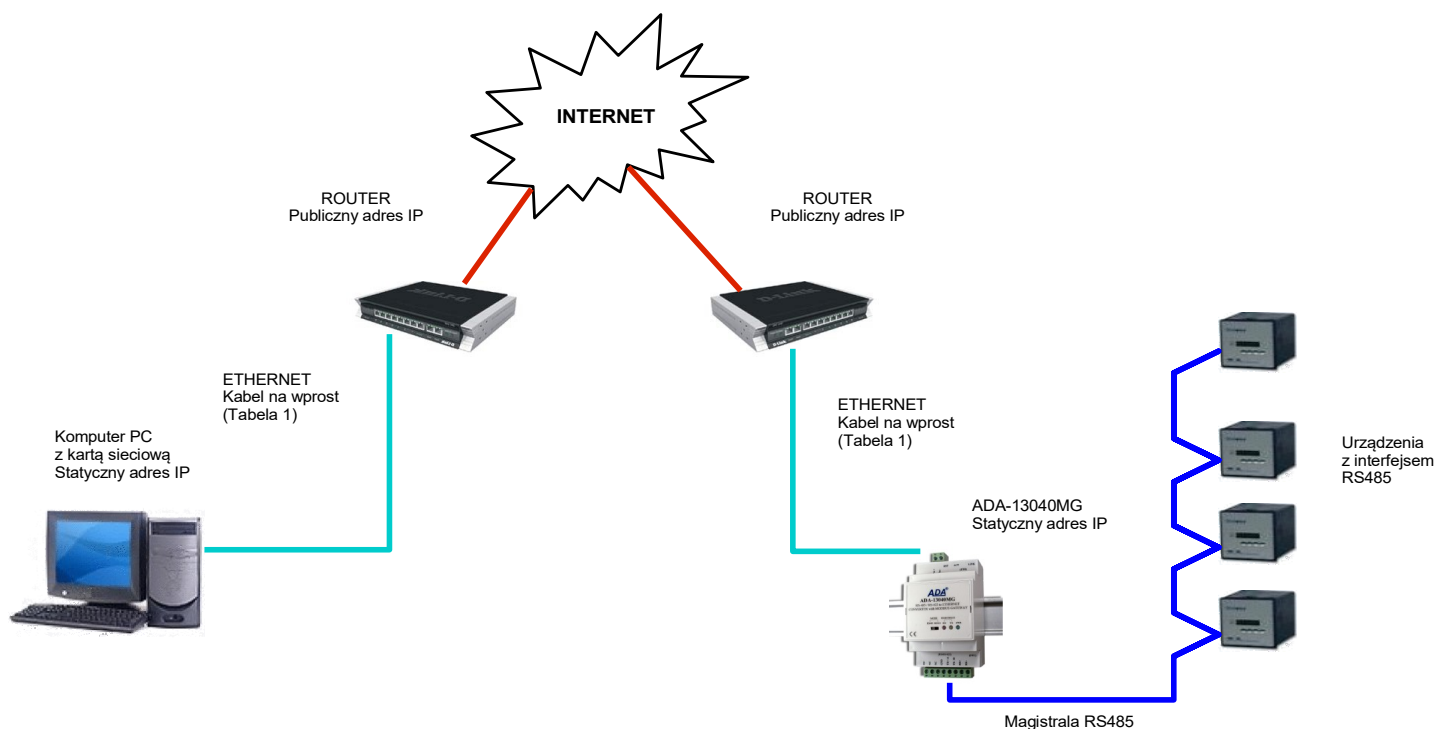 INTERNET
ROUTER
Publiczny adres IP
ROUTER
Publiczny adres IP
D-Link
D-Link
ETHERNET
Kabel na wprost
(Tabela 1)
ETHERNET
Kabel na wprost
(Tabela 1)
Komputer PC
z kartą sieciową
Statyczny adres IP
Urządzenia
z interfejsem
RS485
ADA-13040MG
Statyczny adres IP
ADA
ADA-13040MG
Magistrala RS485